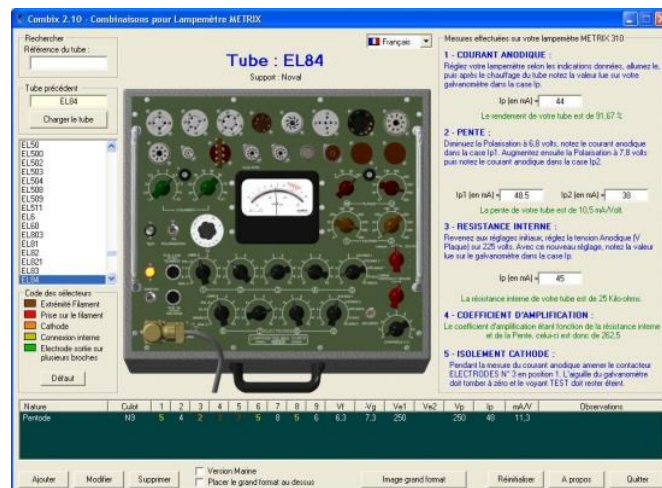 Combix 2.10 - Combinaisons pour Lampemètre METRIX
Rechercher
Référence du tube :
Tube précédent
EL84
Charger le tube
EL50
EL500
EL502
EL503
EL504
EL508
EL509
EL511
EL6
EL60
EL803
EL81
EL82
EL821
EL83
EL84
Code des sélecteurs
Extrémité Filament
Prise sur le filament
Cathode
Connexion interne
Electrode sortie sur
plusieurs broches
Défaut
Français
Tube : EL84
Support : Noval
Mesures effectuées sur votre lampemètre METRIX 310
1 - COURANT ANODIQUE :
Réglez votre lampemètre selon les indications données, allumez le,
puis après le chauffage du tube notez la valeur lue sur votre
galvanomètre dans la case Ip.
Ip (en mA) = 44
Le rendement de votre tube est de 91,67 %
2 - PENTE :
Diminuez la Polarisation à 6,8 volts, notez le courant anodique
dans la case Ip1. Augmentez ensuite la Polarisation à 7,8 volts
puis notez le courant anodique dans la case Ip2.
Ip1 (en mA) = 48.5 Ip2 (en mA) = 38
La pente de votre tube est de 10,5 mA/Volt.
3 - RESISTANCE INTERNE :
Revenez aux réglages initiaux, réglez la tension Anodique (V
Plaque) sur 225 volts. Avec ce nouveau réglage, notez la valeur
lue sur le galvanomètre dans la case Ip.
Ip (en mA) = 45
La résistance interne de votre tube est de 25 Kilo-ohms.
4 - COEFFICIENT D'AMPLIFICATION :
Le coefficient d'amplification étant fonction de la résistance interne
et de la Pente, celui-ci est donc de 262,5
5 - ISOLEMENT CATHODE :
Pendant la mesure du courant anodique amener le contacteur
ELECTRODES N° 3 en position 1. L'aiguille du galvanomètre
doit tomber à zéro et le voyant TEST doit rester éteint.
Nature Culot 1 2 3 4 5 6 7 8 9 Vf -Vg Ve1 Ve2 Vp Ip mA/V Observations
Pentode N9 5 4 2 5 8 5 6 6,3 7,3 250 250 48 11,3
Ajouter Modifier Supprimer
Version Marine
Placer le grand format au dessus
Image grand format Réinitialiser A propos Quitter